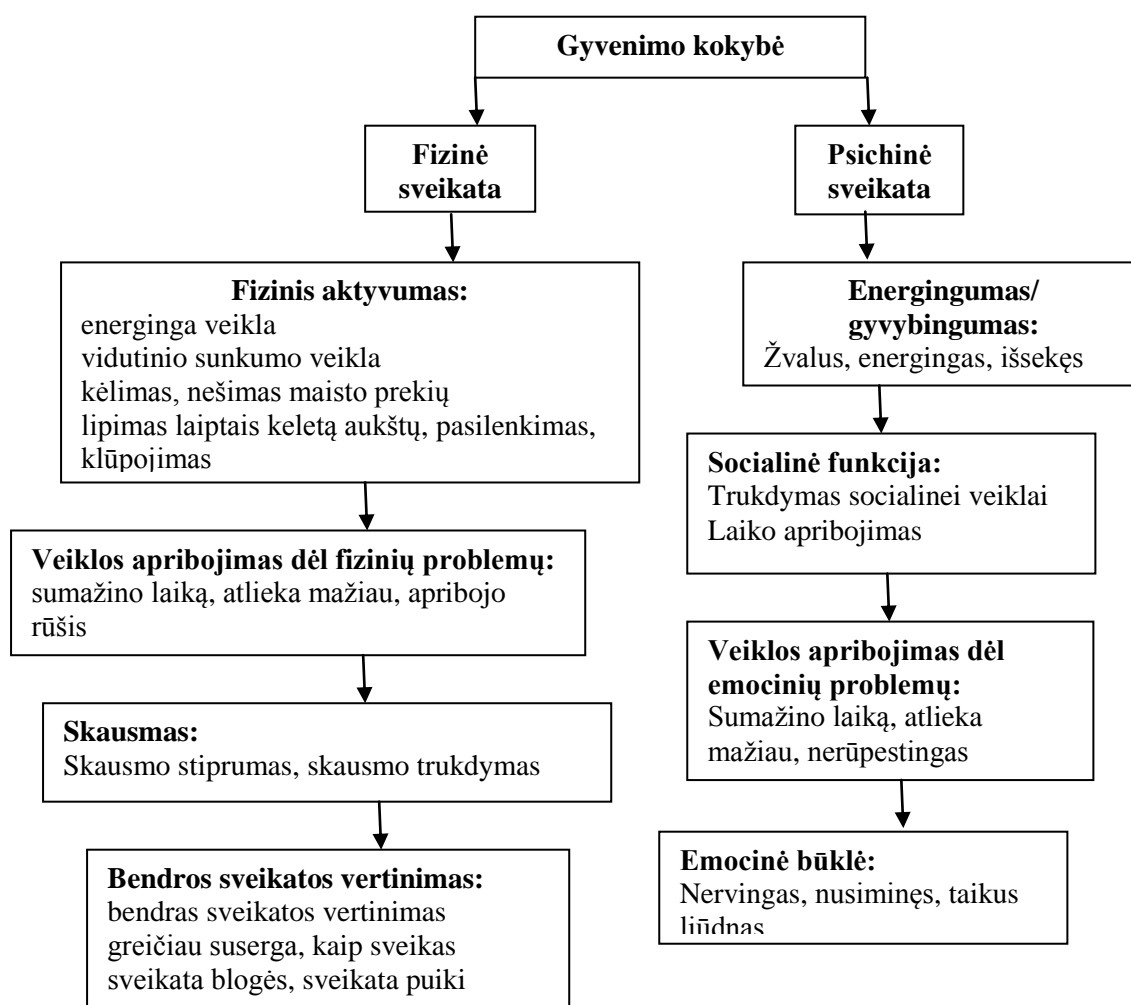 Gyvenimo kokybė
Fizinė
sveikata
Psichinė
sveikata
Fizinis aktyvumas:
energinga veikla
vidutinio sunkumo veikla
kėlimas, nešimas maisto prekių
lipimas laiptais keletą aukštų, pasilenkimas,
klūpojimas
Veiklos apribojimas dėl fizinių problemų:
sumažino laiką, atlieka mažiau, apribojo
rūšis
Skausmas:
Skausmo stiprumas, skausmo trukdymas
Bendros sveikatos vertinimas:
bendras sveikatos vertinimas
greičiau suserga, kaip sveikas
sveikata blogės, sveikata puiki
Energingumas/
gyvybingumas:
Žvalus, energingas, išsekęs
Socialinė funkcija:
Trukdymas socialinei veiklai
Laiko apribojimas
Veiklos apribojimas dėl
emocinių problemų:
Sumažino laiką, atlieka
mažiau, nerūpestingas
Emocinė būklė:
Nervingas, nusiminęs, taikus
liūdnas